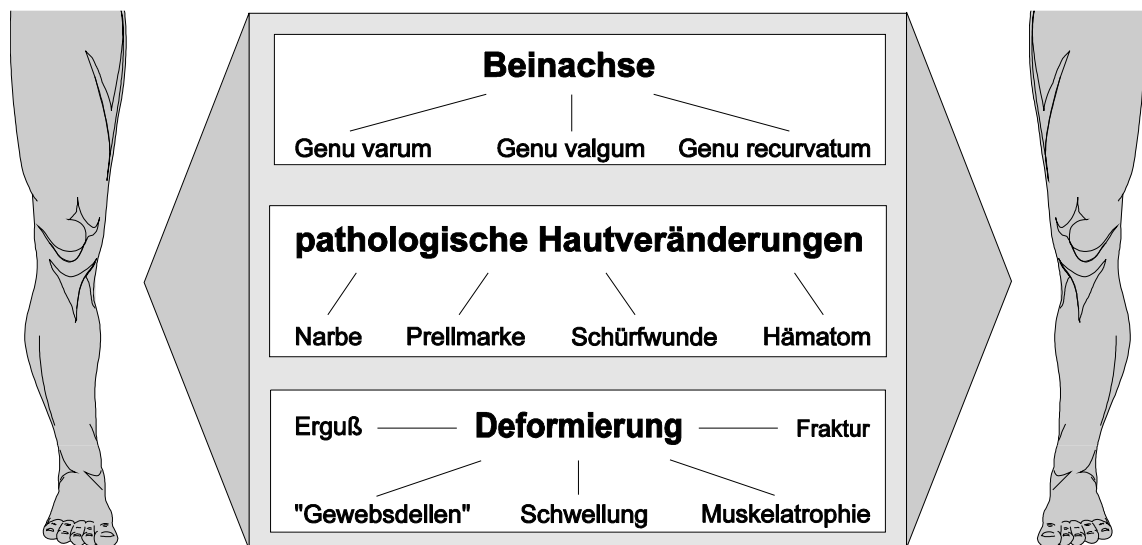 Beinachse
Genu varum Genu valgum Genu recurvatum
pathologische Hautveränderungen
Narbe Prellmarke Schürfwunde Hämatom
Erguß Deformierung Fraktur
"Gewebsdellen" Schwellung Muskelatrophie